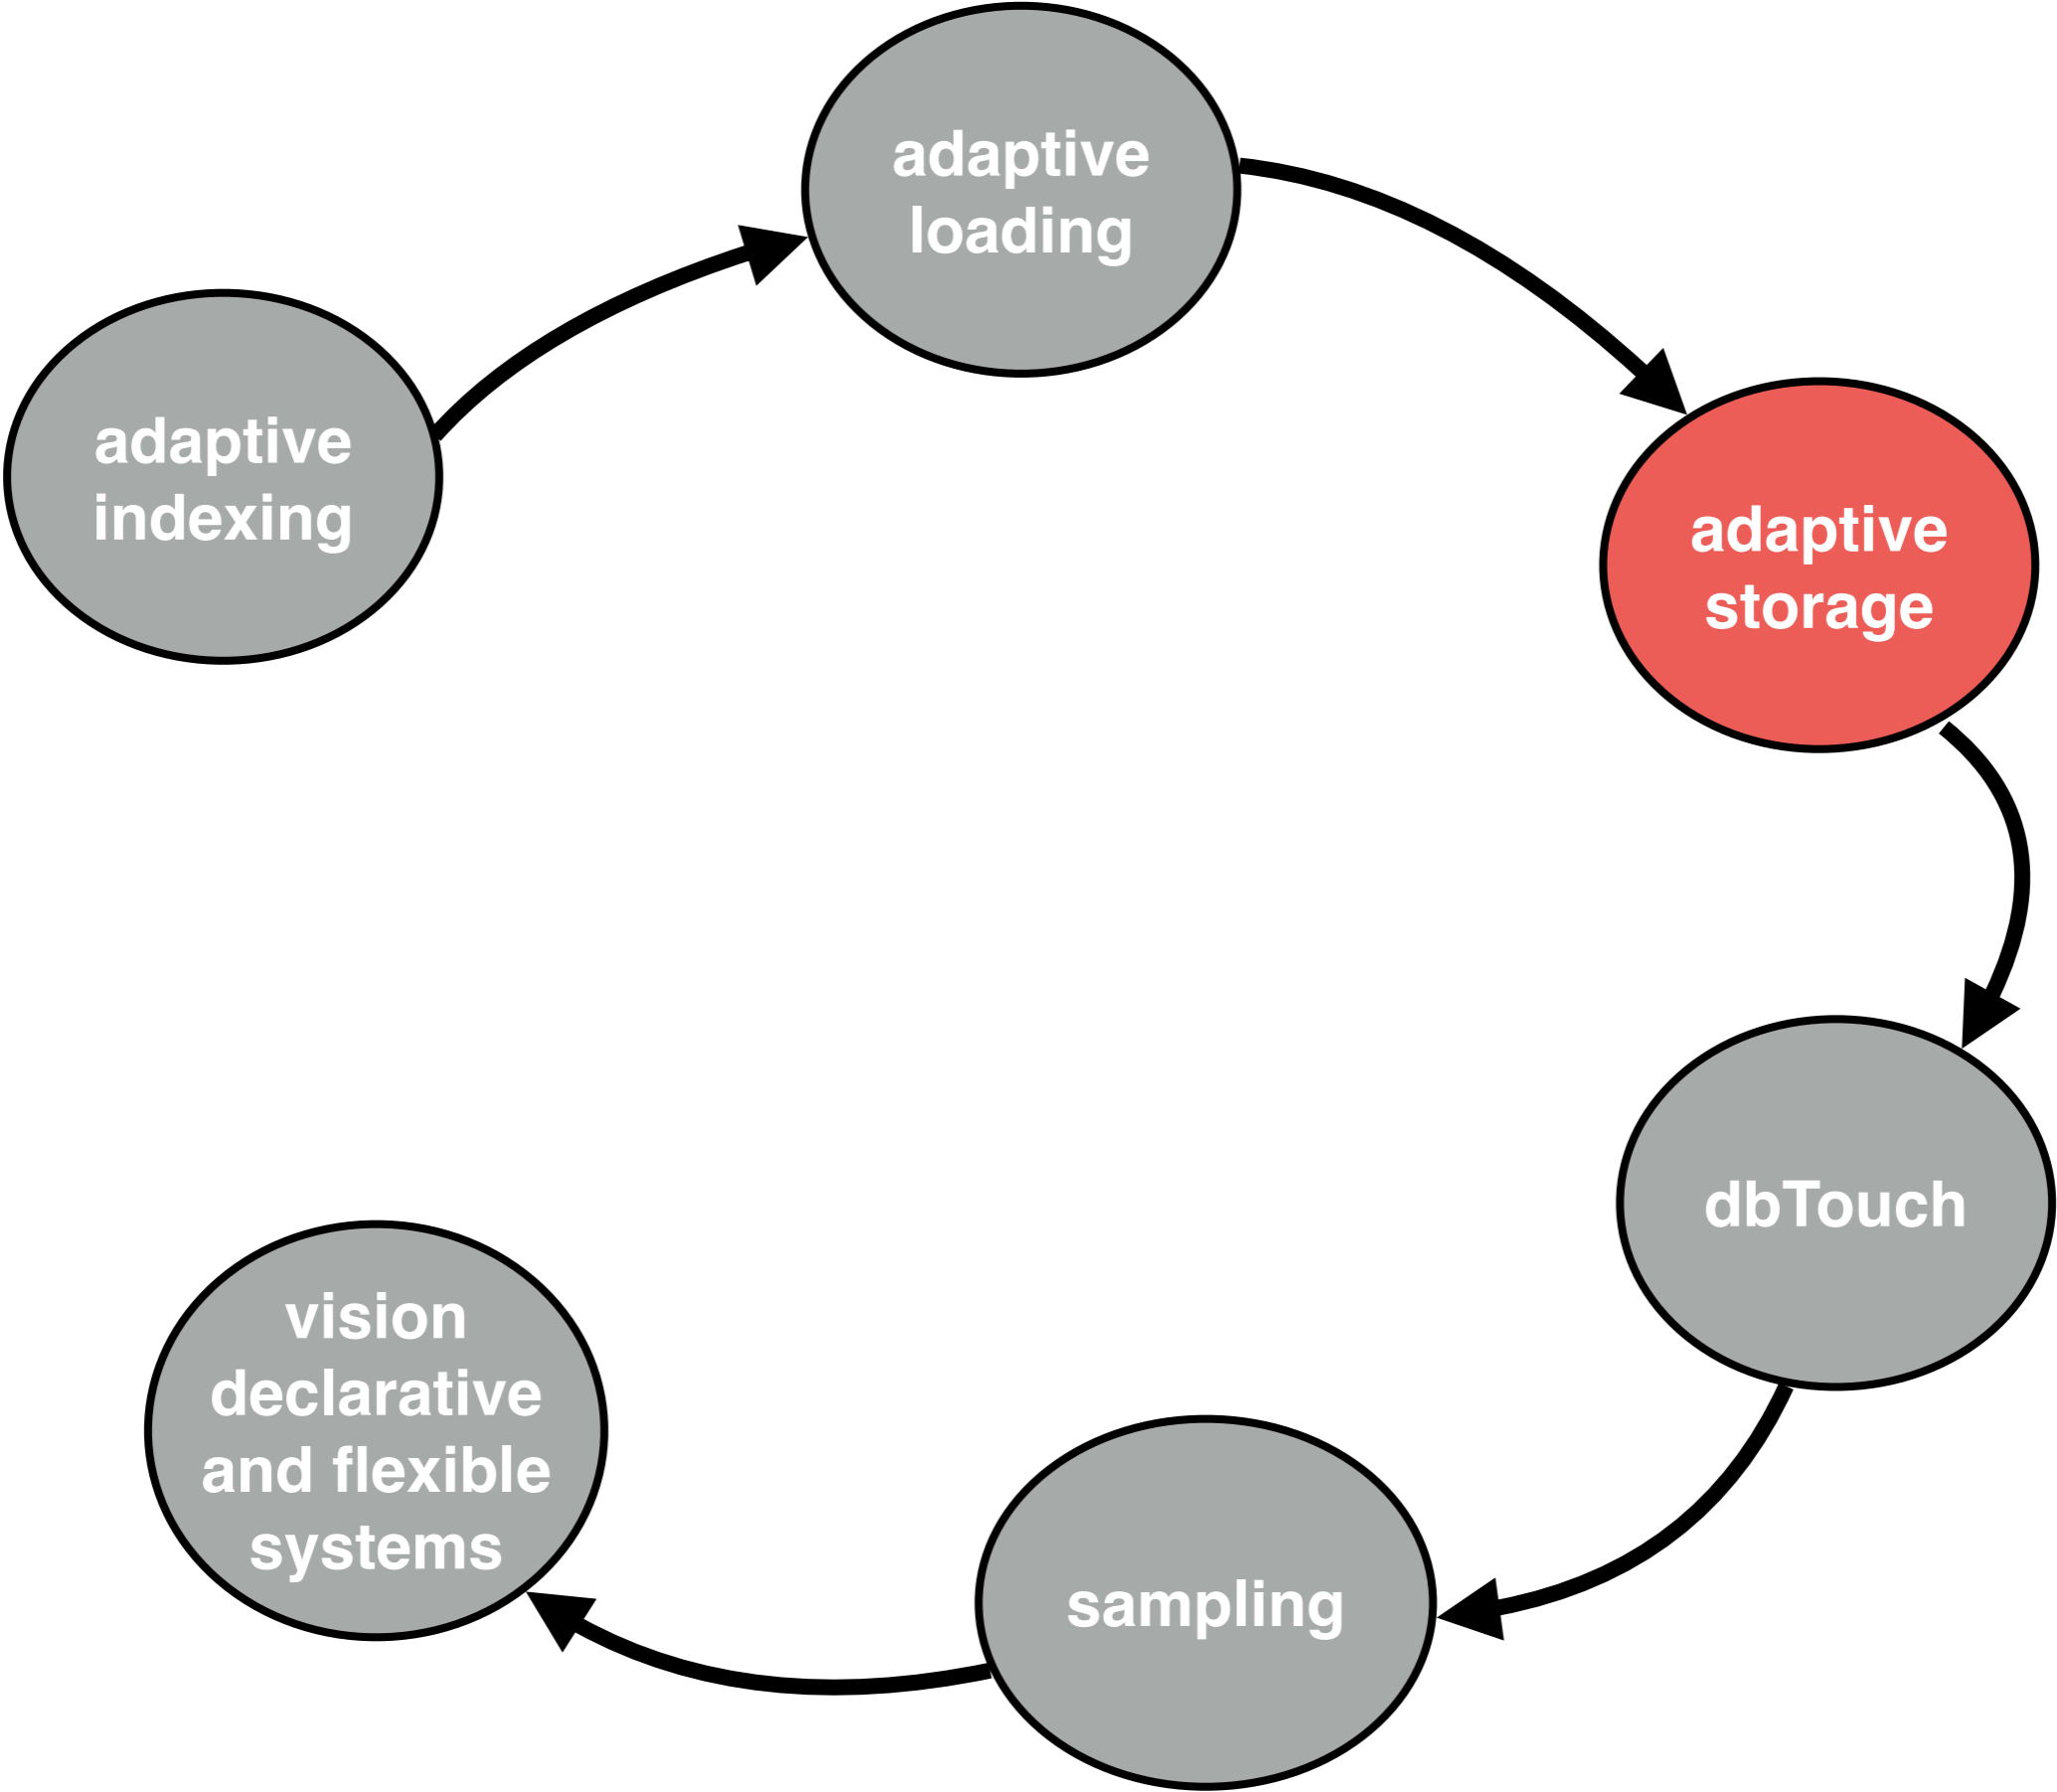 adaptive
loading
adaptive
indexing
adaptive
storage
dbTouch
vision
declarative
and flexible
systems
sampling